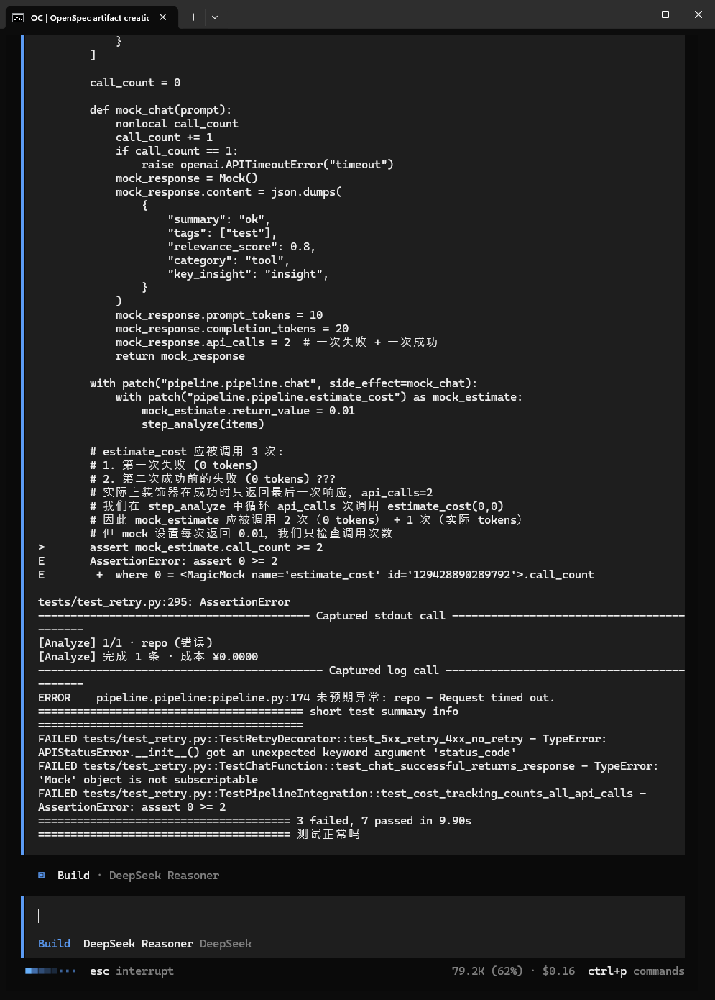 OC | OpenSpec artifact creatic
            }
        ]

        call_count = 0

        def mock_chat(prompt):
            nonlocal call_count
            call_count += 1
            if call_count == 1:
                raise openai.APITimeoutError("timeout")
            mock_response = Mock()
            mock_response.content = json.dumps(
                {
                    "summary": "ok",
                    "tags": ["test"],
                    "relevance_score": 0.8,
                    "category": "tool",
                    "key_insight": "insight",
                }
            )
            mock_response.prompt_tokens = 10
            mock_response.completion_tokens = 20
            mock_response.api_calls = 2  # 一次失败 + 一次成功
            return mock_response

        with patch("pipeline.pipeline.chat", side_effect=mock_chat):
            with patch("pipeline.pipeline.estimate_cost") as mock_estimate:
                mock_estimate.return_value = 0.01
                step_analyze(items)

        # estimate_cost 应被调用 3 次:
        # 1. 第一次失败 (0 tokens)
        # 2. 第二次成功前的失败 (0 tokens) ???
        # 实际上装饰器在成功时只返回最后一次响应，api_calls=2
        # 我们在 step_analyze 中循环 api_calls 次调用 estimate_cost(0,0)
        # 因此 mock_estimate 应被调用 2 次（0 tokens） + 1 次（实际 tokens）
        # 但 mock 设置每次返回 0.01，我们只检查调用次数
>       assert mock_estimate.call_count >= 2
E       AssertionError: assert 0 >= 2
E        +  where 0 = <MagicMock name='estimate_cost' id='129428890289792'>.call_count

tests/test_retry.py:295: AssertionError
------------------------------------------ Captured stdout call ------------------------------------
-------
[Analyze] 1/1 · repo (错误)
[Analyze] 完成 1 条 · 成本 ¥0.0000
-------------------------------------------- Captured log call -------------------------------------
-------
ERROR    pipeline.pipeline:pipeline.py:174 未预期异常: repo - Request timed out.
========================================= short test summary info
=========================================
FAILED tests/test_retry.py::TestRetryDecorator::test_5xx_retry_4xx_no_retry - TypeError:
APIStatusError.__init__() got an unexpected keyword argument 'status_code'
FAILED tests/test_retry.py::TestChatFunction::test_chat_successful_returns_response - TypeError:
'Mock' object is not subscriptable
FAILED tests/test_retry.py::TestPipelineIntegration::test_cost_tracking_counts_all_api_calls -
AssertionError: assert 0 >= 2
======================================= 3 failed, 7 passed in 9.90s
======================================= 测试正常吗
Build · DeepSeek Reasoner
Build  DeepSeek Reasoner DeepSeek
esc interrupt 79.2K (62%) · $0.16  ctrl+p commands